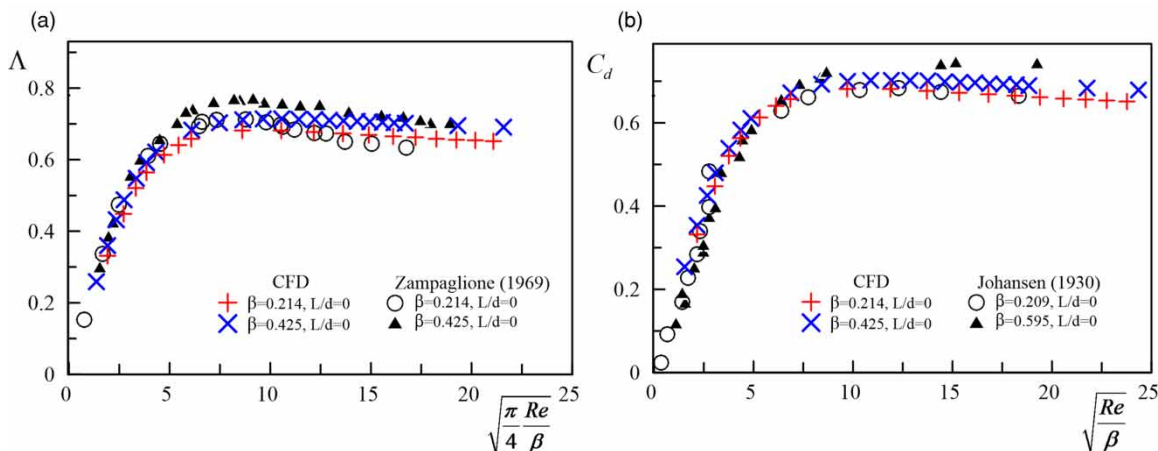 (a)
Λ
0.8
0.6
0.4
0.2
0
0 5 10 15 20 25
CFD
β=0.214, L/d=0
β=0.425, L/d=0
Zampaglione (1969)
β=0.214, L/d=0
β=0.425, L/d=0
√(π/4 Re/β)
(b)
C_d
0.6
0.4
0.2
0
0 5 10 15 20 25
CFD
β=0.214, L/d=0
β=0.425, L/d=0
Johansen (1930)
β=0.209, L/d=0
β=0.595, L/d=0
√(Re/β)